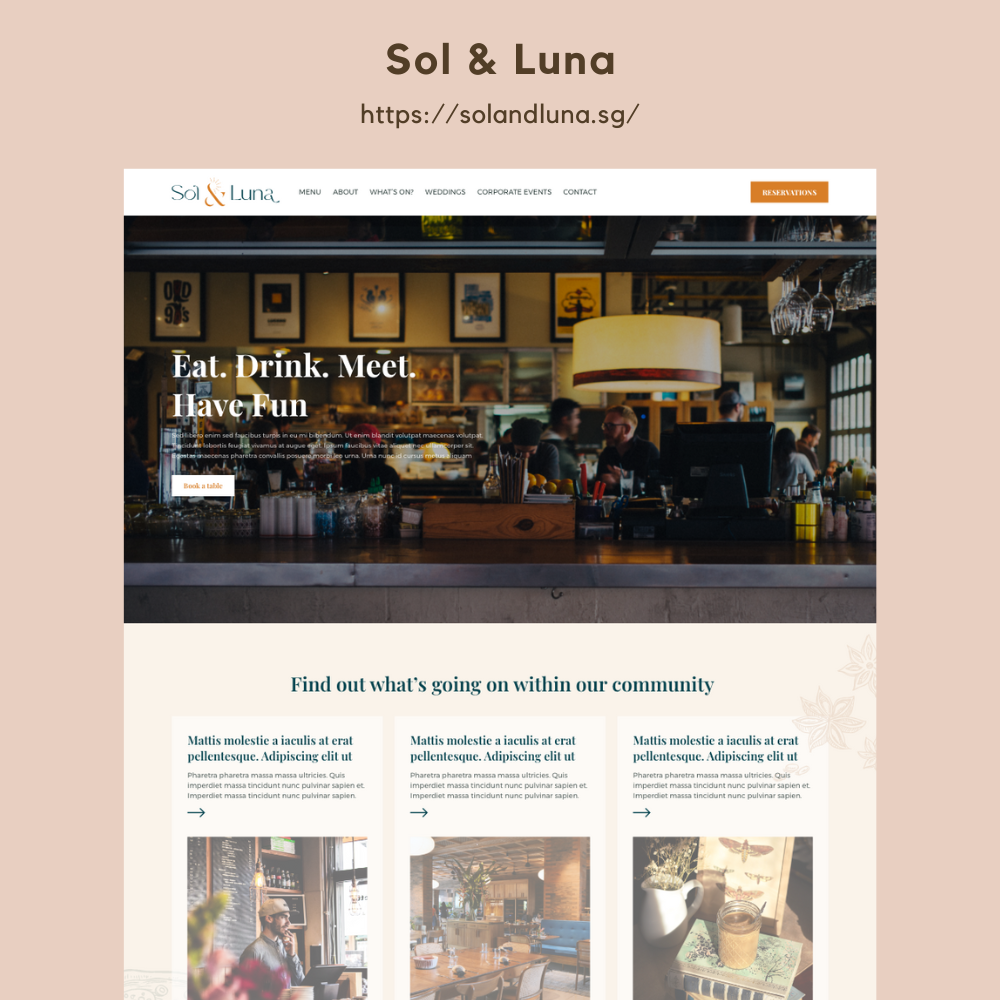 Sol & Luna
https://solandluna.sg/
Sol & Luna
MENU ABOUT WHAT'S ON? WEDDINGS CORPORATE EVENTS CONTACT
RESERVATIONS
OLD 9's
Eat. Drink. Meet.
Have Fun
libero enim sed faucibus turpis in eu mi bibendum. Ut enim blandit volutpat maecenas volutpat.
lobortis feugiat vivamus at augue eget. faucibus vitae aliquet nec ullamcorper sit.
maecenas pharetra convallis posuere morbi leo urna. Urna nunc id cursus metus aliquam
Book a table
Find out what's going on within our community
Mattis molestie a iaculis at erat
pellentesque. Adipiscing elit ut
Pharetra pharetra massa massa ultricies. Quis
imperdiet massa tincidunt nunc pulvinar sapien et.
Imperdiet massa tincidunt nunc pulvinar sapien.
Mattis molestie a iaculis at erat
pellentesque. Adipiscing elit ut
Pharetra pharetra massa massa ultricies. Quis
imperdiet massa tincidunt nunc pulvinar sapien et.
Imperdiet massa tincidunt nunc pulvinar sapien.
Mattis molestie a iaculis at erat
pellentesque. Adipiscing elit ut
Pharetra pharetra massa massa ultricies. Quis
imperdiet massa tincidunt nunc pulvinar sapien et.
Imperdiet massa tincidunt nunc pulvinar sapien.